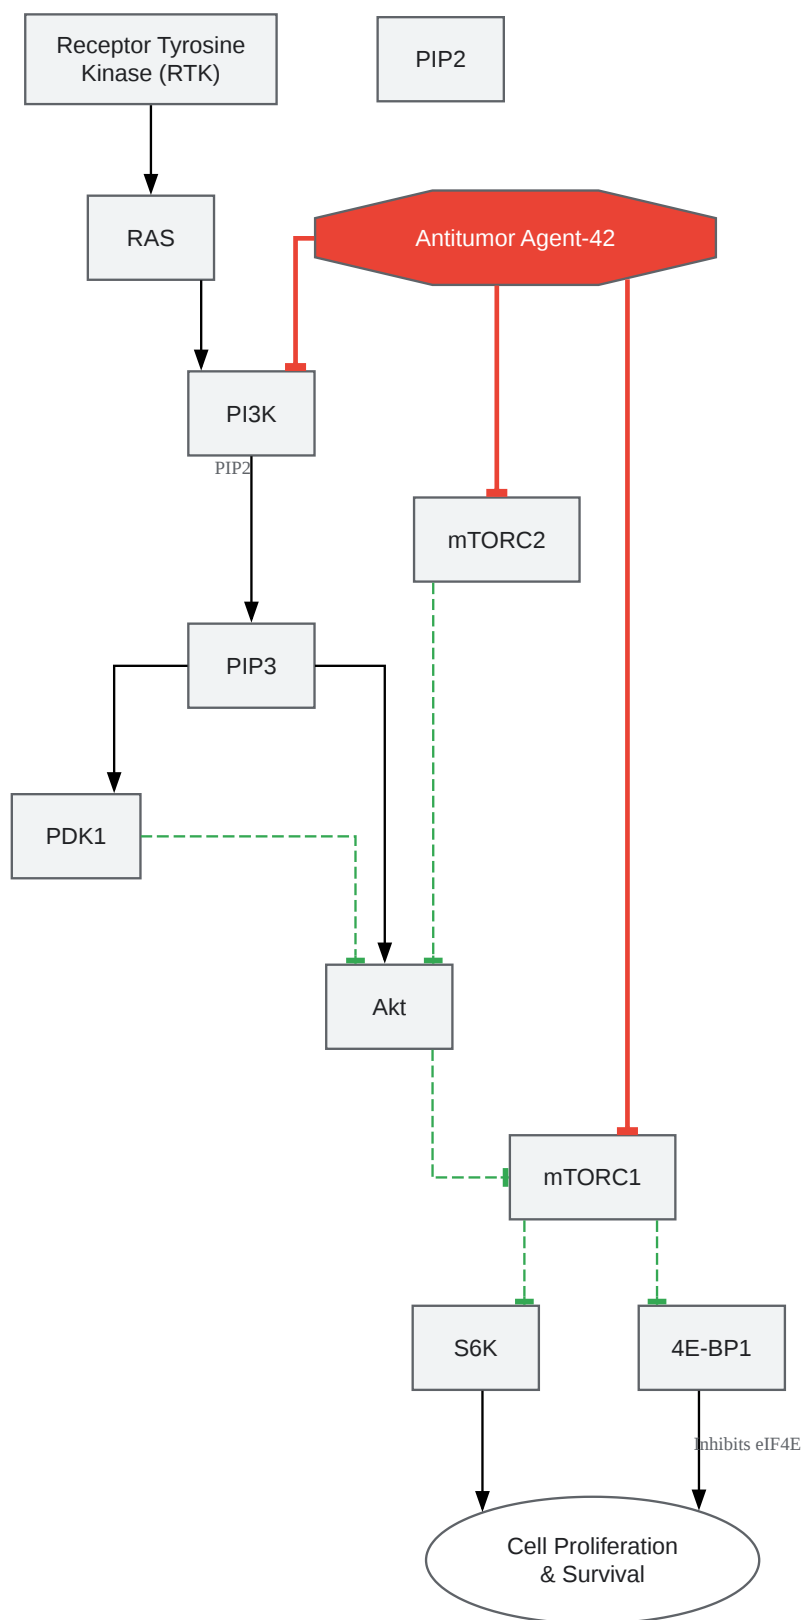 Receptor Tyrosine
Kinase (RTK)
PIP2
RAS
Antitumor Agent-42
PI3K
PIP2
mTORC2
PIP3
PDK1
Akt
mTORC1
S6K
4E-BP1
Inhibits eIF4E
Cell Proliferation
& Survival